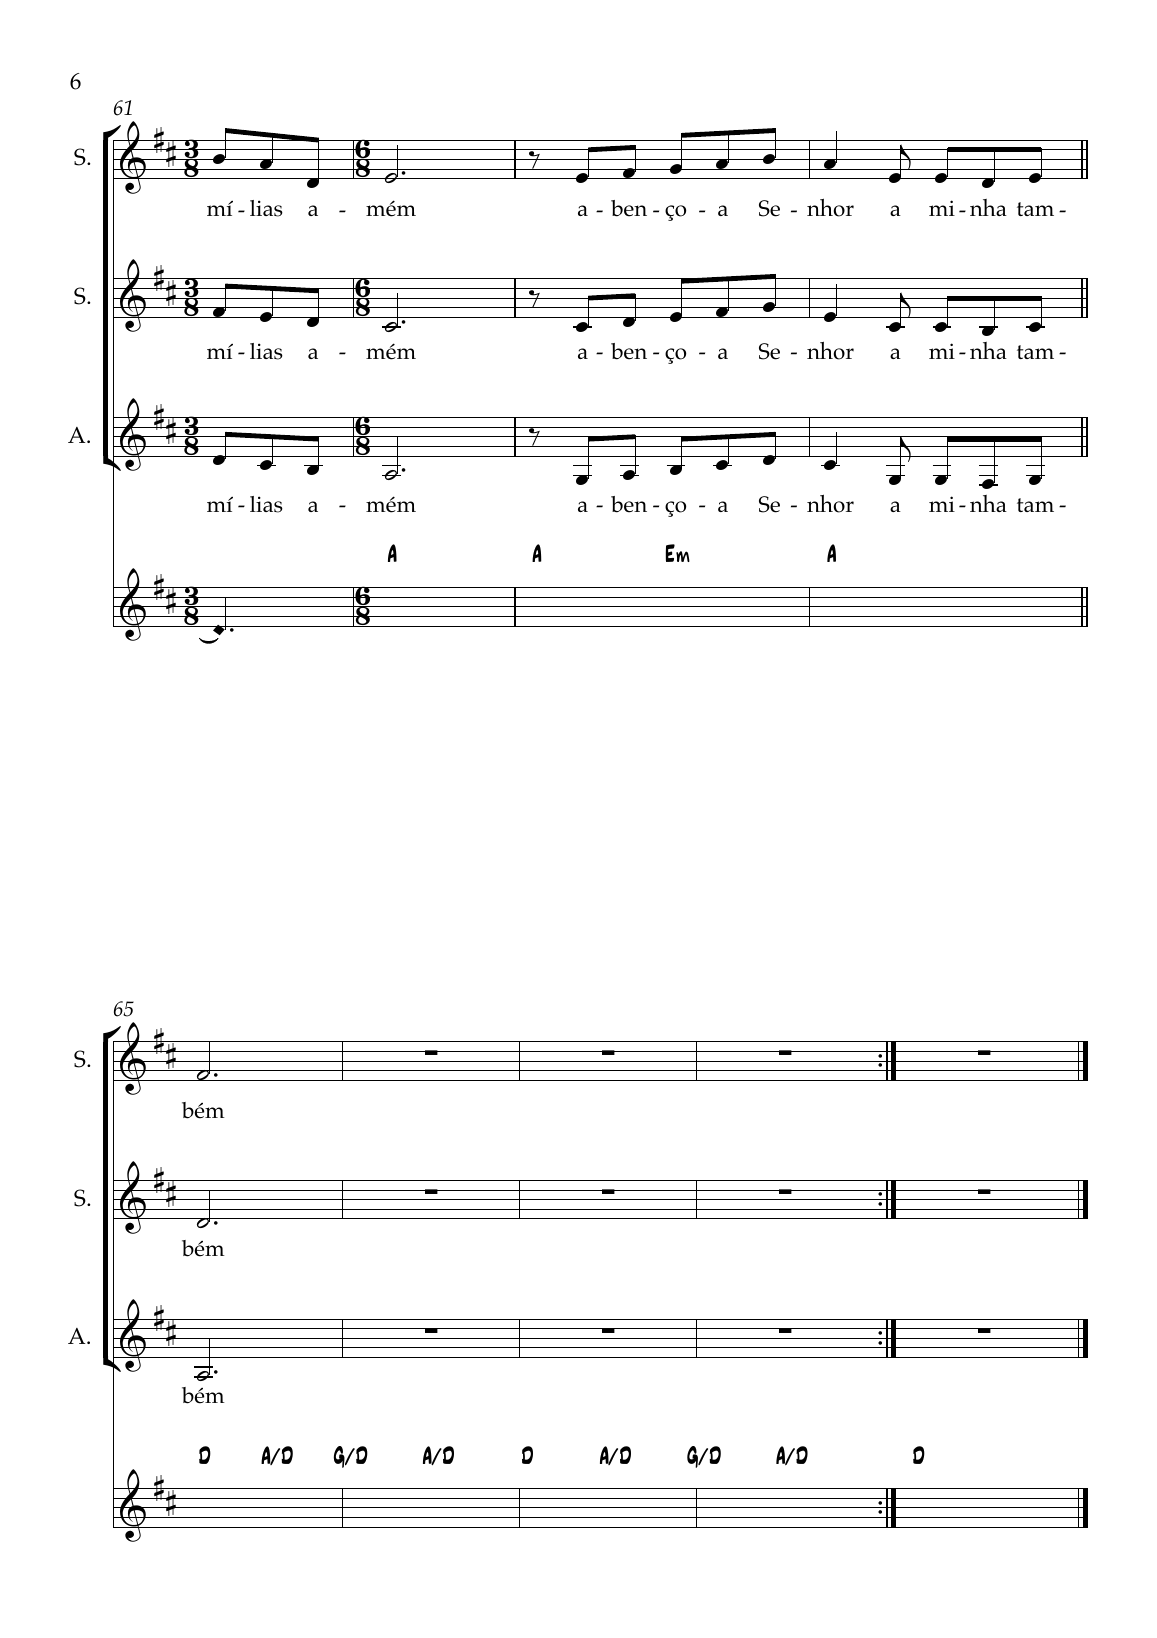 6
61
S.
mí - lias a - mém a - ben - ço - a Se - nhor a mi - nha tam -
S.
mí - lias a - mém a - ben - ço - a Se - nhor a mi - nha tam -
A.
mí - lias a - mém a - ben - ço - a Se - nhor a mi - nha tam -
A A Em A
65
S.
bém
S.
bém
A.
bém
D A/D G/D A/D D A/D G/D A/D D